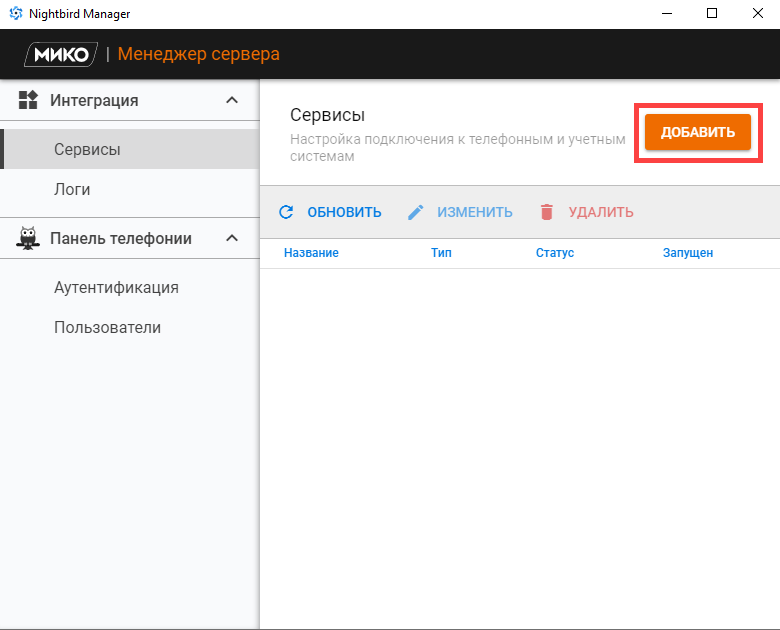 Nightbird Manager
МИКО | Менеджер сервера
Интеграция
Сервисы
Логи
Панель телефонии
Аутентификация
Пользователи
Сервисы
Настройка подключения к телефонным и учетным
системам
ДОБАВИТЬ
ОБНОВИТЬ ИЗМЕНИТЬ УДАЛИТЬ
Название Тип Статус Запущен